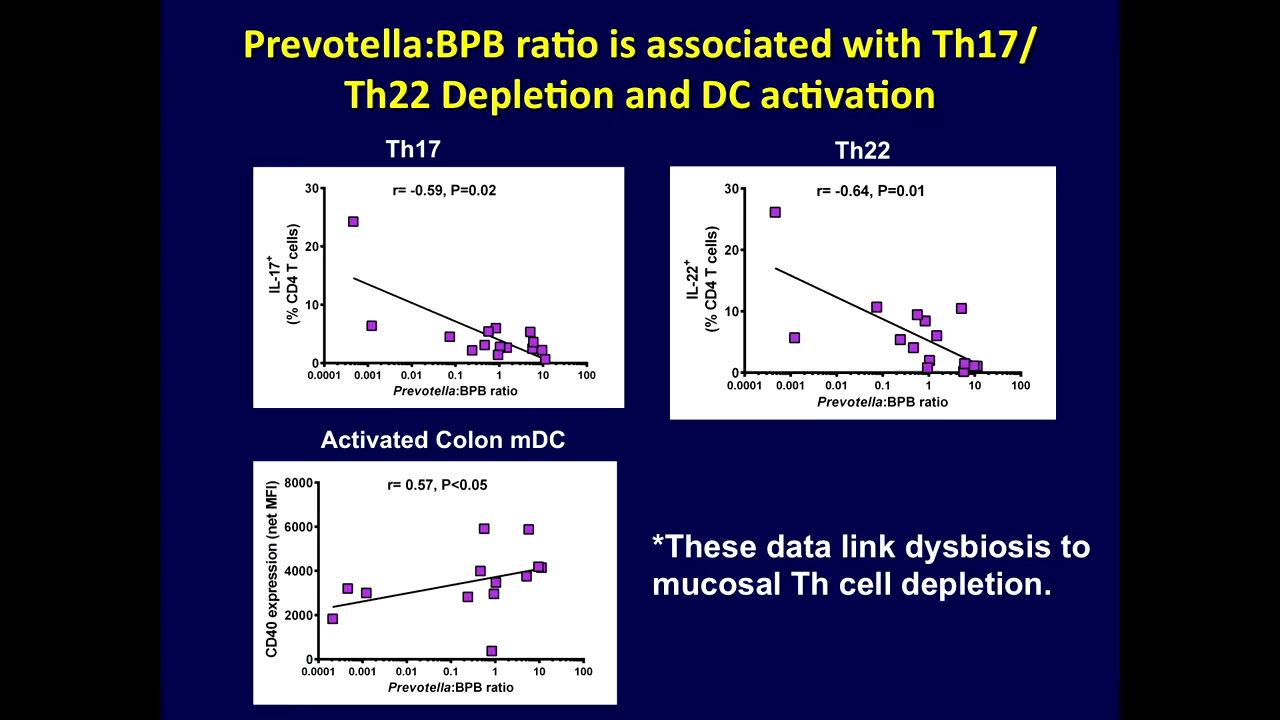 Prevotella:BPB ratio is associated with Th17/
Th22 Depletion and DC activation
Th17
r= -0.59, P=0.02
IL-17+
(% CD4 T cells)
30
20
10
0
0.0001 0.001 0.01 0.1 1 10 100
Prevotella:BPB ratio
Th22
r= -0.64, P=0.01
IL-22+
(% CD4 T cells)
30
20
10
0
0.0001 0.001 0.01 0.1 1 10 100
Prevotella:BPB ratio
Activated Colon mDC
r= 0.57, P<0.05
CD40 expression (net MFI)
8000
6000
4000
2000
0
0.0001 0.001 0.01 0.1 1 10 100
Prevotella:BPB ratio
*These data link dysbiosis to
mucosal Th cell depletion.